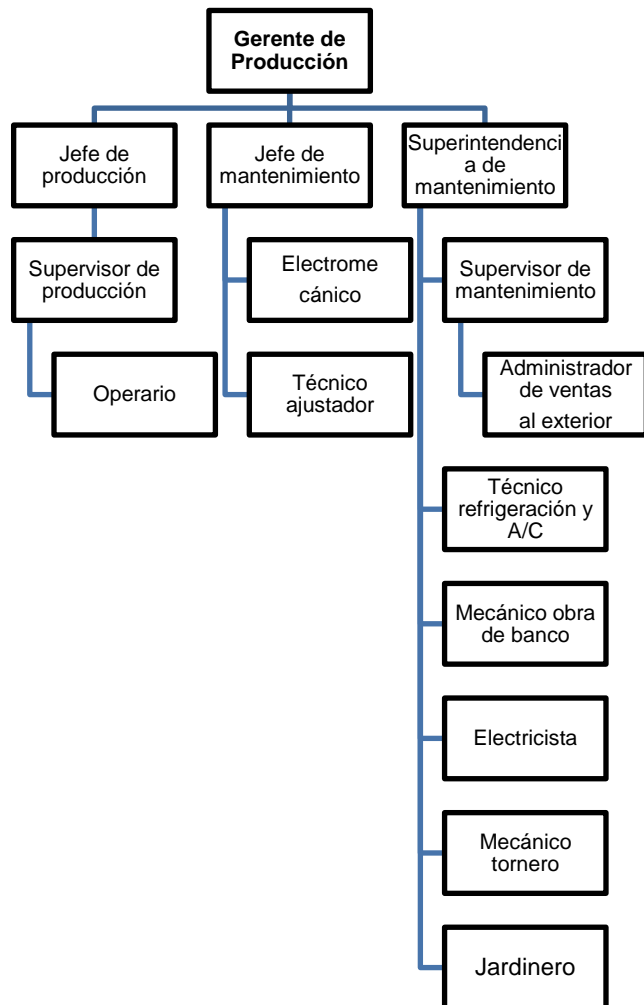 Gerente de
Producción
Jefe de
producción
Jefe de
mantenimiento
Superintendenci
a de
mantenimiento
Supervisor de
producción
Electrome
cánico
Supervisor de
mantenimiento
Operario
Técnico
ajustador
Administrador
de ventas
al exterior
Técnico
refrigeración y
A/C
Mecánico obra
de banco
Electricista
Mecánico
tornero
Jardinero